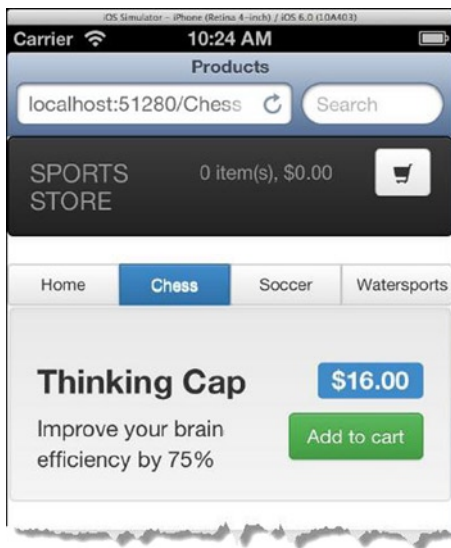 iOS Simulator – iPhone (Retina 4-inch) / iOS 6.0 (10A403)
Carrier 10:24 AM
Products
localhost:51280/Chess Search
SPORTS STORE 0 item(s), $0.00
Home Chess Soccer Watersports
Thinking Cap $16.00
Improve your brain
efficiency by 75%
Add to cart